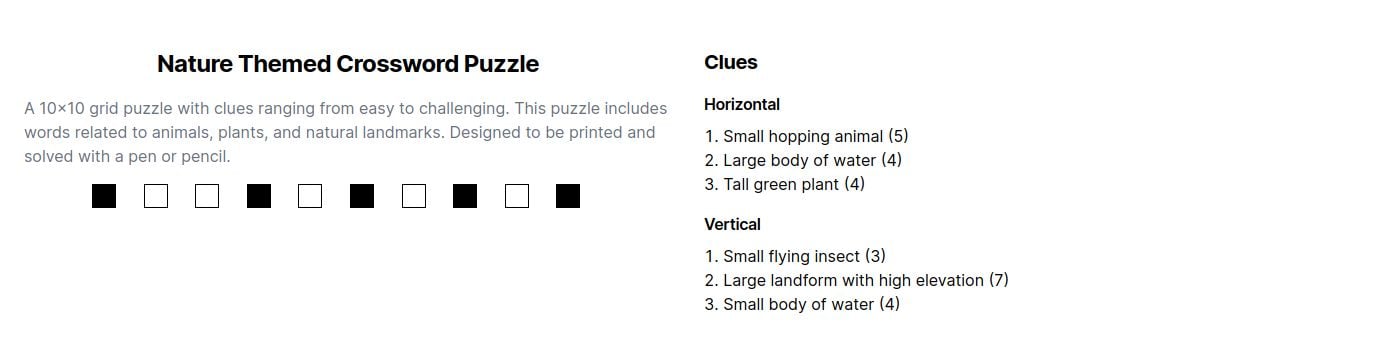 Nature Themed Crossword Puzzle
A 10×10 grid puzzle with clues ranging from easy to challenging. This puzzle includes
words related to animals, plants, and natural landmarks. Designed to be printed and
solved with a pen or pencil.
Clues
Horizontal
1. Small hopping animal (5)
2. Large body of water (4)
3. Tall green plant (4)
Vertical
1. Small flying insect (3)
2. Large landform with high elevation (7)
3. Small body of water (4)